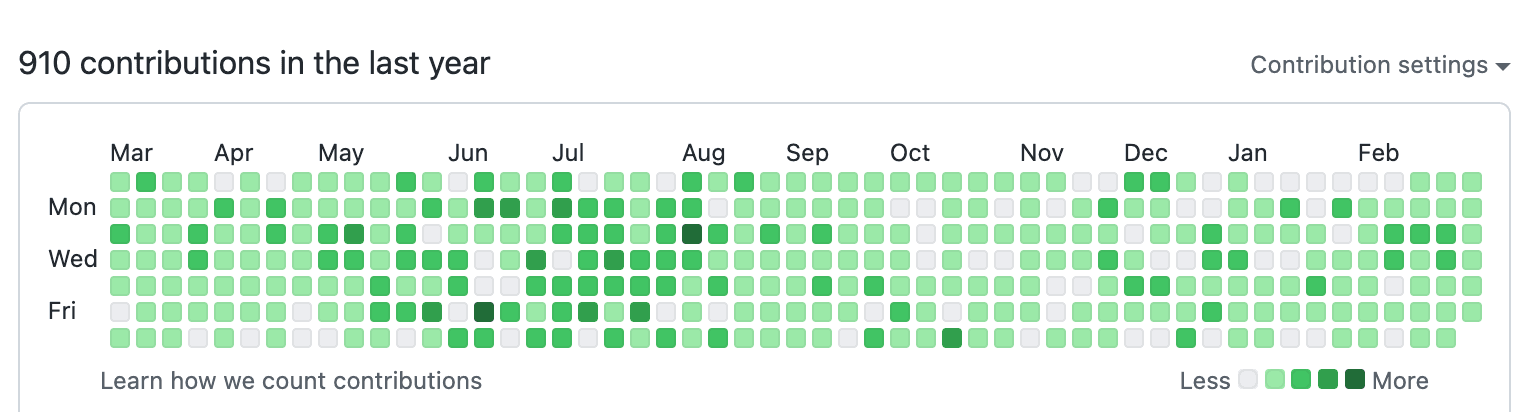 910 contributions in the last year
Contribution settings
Mar Apr May Jun Jul Aug Sep Oct Nov Dec Jan Feb
Mon
Wed
Fri
Learn how we count contributions
Less More